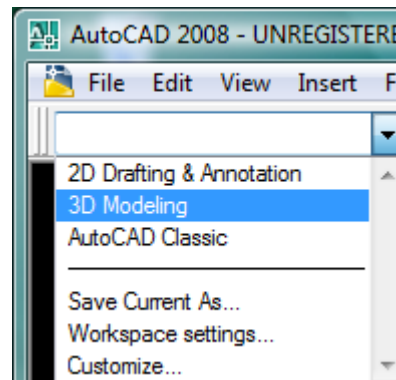 AutoCAD 2008 - UNREGISTERE
File Edit View Insert F
2D Drafting & Annotation
3D Modeling
AutoCAD Classic
Save Current As...
Workspace settings...
Customize...